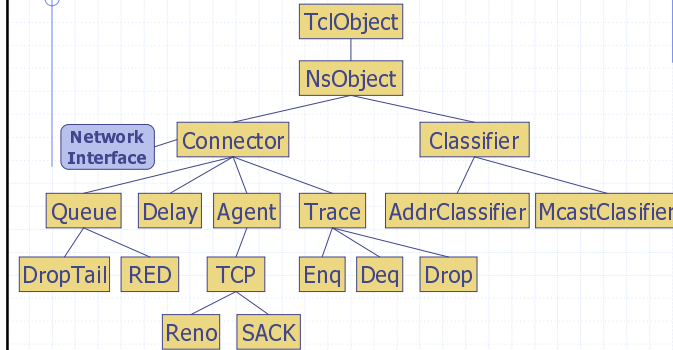 TclObject
NsObject
Network
Interface
Connector
Classifier
Queue
Delay
Agent
Trace
AddrClassifier
McastClasifier
DropTail
RED
TCP
Enq
Deq
Drop
Reno
SACK